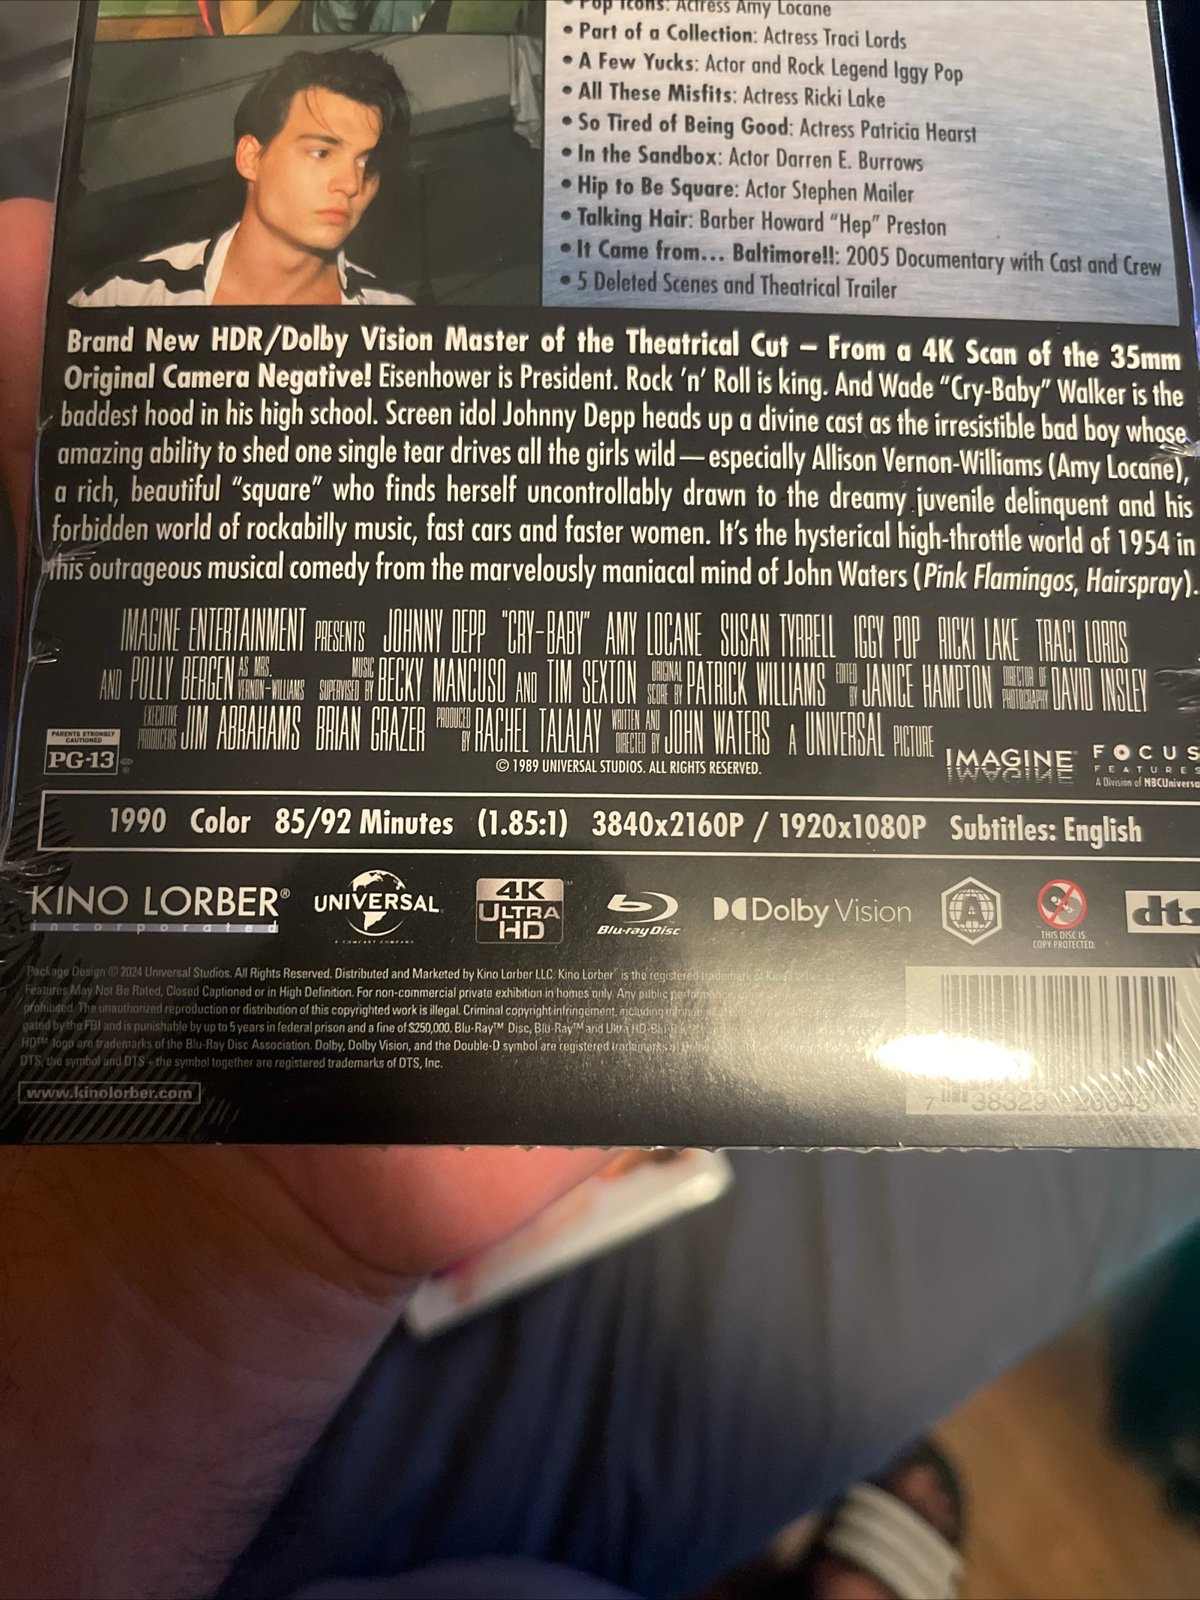 Pop Icons: Actress Amy Locane
• Part of a Collection: Actress Traci Lords
• A Few Yucks: Actor and Rock Legend Iggy Pop
• All These Misfits: Actress Ricki Lake
• So Tired of Being Good: Actress Patricia Hearst
• In the Sandbox: Actor Darren E. Burrows
• Hip to Be Square: Actor Stephen Mailer
• Talking Hair: Barber Howard “Hep” Preston
• It Came from... Baltimore!!: 2005 Documentary with Cast and Crew
• 5 Deleted Scenes and Theatrical Trailer
Brand New HDR/Dolby Vision Master of the Theatrical Cut – From a 4K Scan of the 35mm
Original Camera Negative! Eisenhower is President. Rock ’n’ Roll is king. And Wade “Cry-Baby” Walker is the
baddest hood in his high school. Screen idol Johnny Depp heads up a divine cast as the irresistible bad boy whose
amazing ability to shed one single tear drives all the girls wild — especially Allison Vernon-Williams (Amy Locane),
a rich, beautiful “square” who finds herself uncontrollably drawn to the dreamy juvenile delinquent and his
forbidden world of rockabilly music, fast cars and faster women. It’s the hysterical high-throttle world of 1954 in
this outrageous musical comedy from the marvelously maniacal mind of John Waters (Pink Flamingos, Hairspray).
IMAGINE ENTERTAINMENT PRESENTS JOHNNY DEPP "CRY-BABY" AMY LOCANE SUSAN TYRRELL IGGY POP RICKI LAKE TRACI LORDS
AND POLLY BERGEN AS MRS. VERNON-WILLIAMS MUSIC SUPERVISED BY BECKY MANCUSO AND TIM SEXTON ORIGINAL SCORE BY PATRICK WILLIAMS EDITED BY JANICE HAMPTON DIRECTOR OF PHOTOGRAPHY DAVID INSLEY
EXECUTIVE PRODUCERS JIM ABRAHAMS BRIAN GRAZER PRODUCED BY RACHEL TALALAY WRITTEN AND DIRECTED BY JOHN WATERS A UNIVERSAL PICTURE
© 1989 UNIVERSAL STUDIOS. ALL RIGHTS RESERVED.
PARENTS STRONGLY CAUTIONED
PG-13
IMAGINE
FOCUS
FEATURES
A Division of NBCUniversa
1990 Color 85/92 Minutes (1.85:1) 3840x2160P / 1920x1080P Subtitles: English
KINO LORBER®
incorporated
UNIVERSAL
A COMCAST COMPANY
4K
ULTRA
HD
Blu-ray Disc
Dolby Vision
A
THIS DISC IS
COPY PROTECTED.
dts
Package Design © 2024 Universal Studios. All Rights Reserved. Distributed and Marketed by Kino Lorber LLC. Kino Lorber® is the registered trademark of
Features May Not Be Rated, Closed Captioned or in High Definition. For non-commercial private exhibition in homes only. Any public
prohibited. The unauthorized reproduction or distribution of this copyrighted work is illegal. Criminal copyright infringement, including
gated by the FBI and is punishable by up to 5 years in federal prison and a fine of $250,000. Blu-Ray™ Disc, Blu-Ray™ and Ultra HD
HD™ logo are trademarks of the Blu-Ray Disc Association. Dolby, Dolby Vision, and the Double-D symbol are registered trademarks of
DTS, the symbol and DTS + the symbol together are registered trademarks of DTS, Inc.
www.kinolorber.com
7 38329 26645